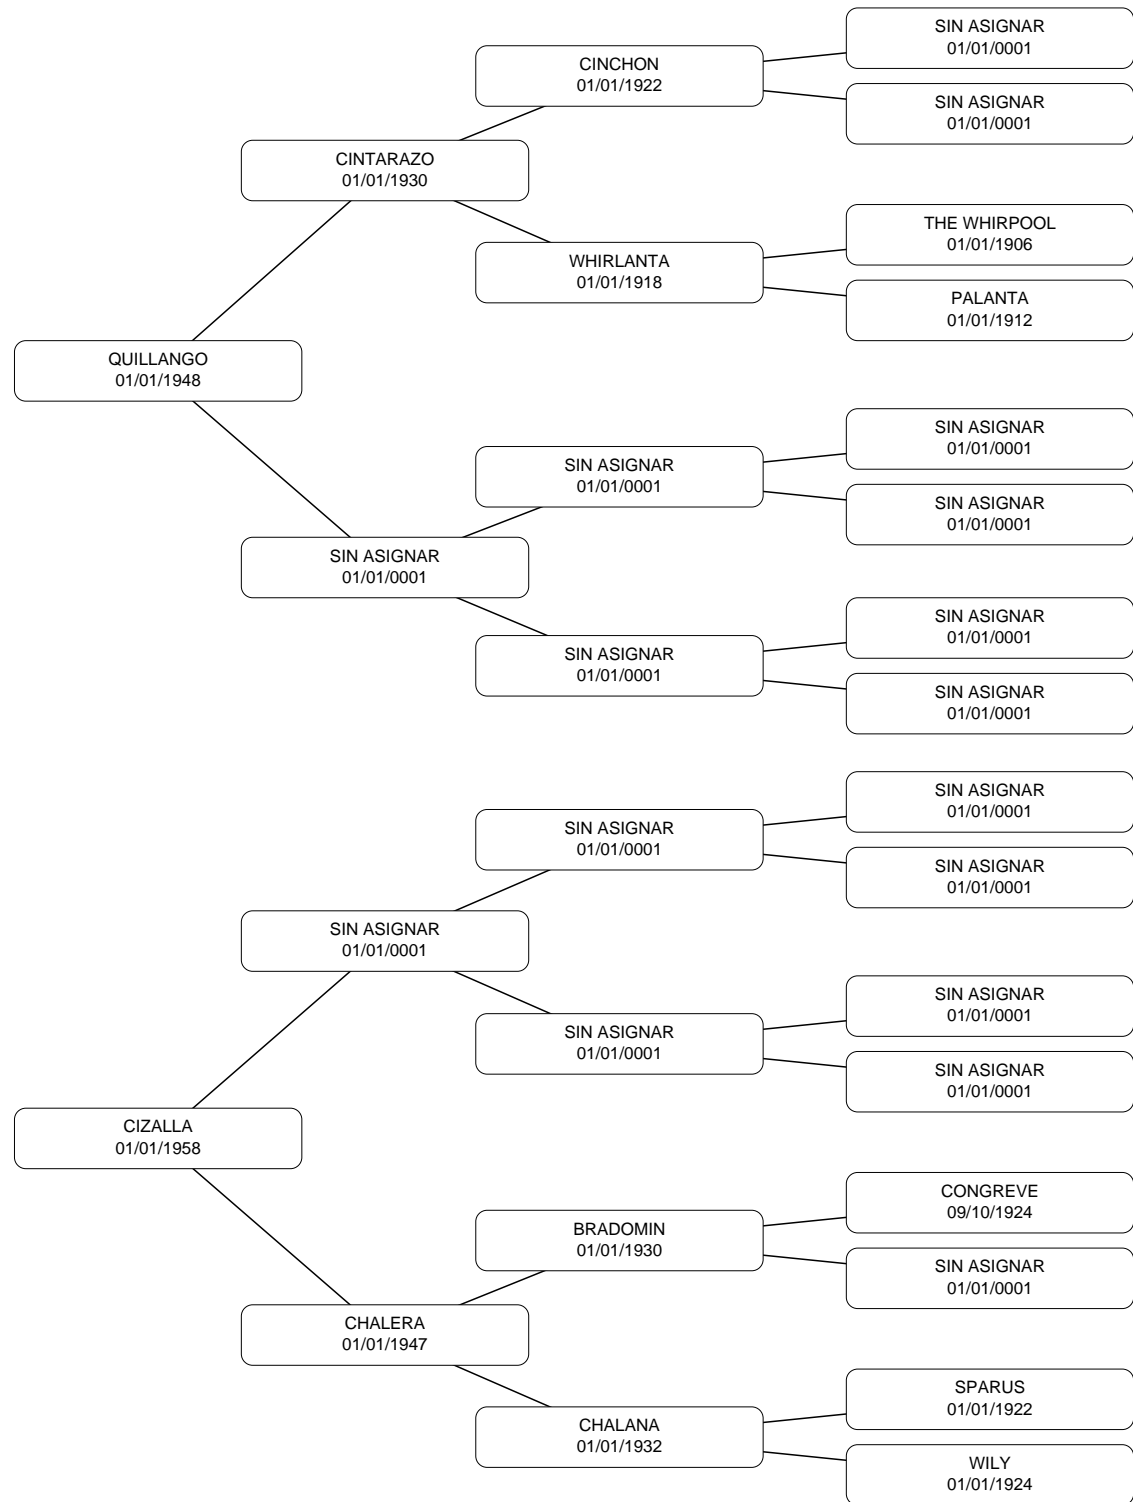 SIN ASIGNAR
01/01/0001
CINCHON
01/01/1922
SIN ASIGNAR
01/01/0001
CINTARAZO
01/01/1930
THE WHIRPOOL
01/01/1906
WHIRLANTA
01/01/1918
PALANTA
01/01/1912
QUILLANGO
01/01/1948
SIN ASIGNAR
01/01/0001
SIN ASIGNAR
01/01/0001
SIN ASIGNAR
01/01/0001
SIN ASIGNAR
01/01/0001
SIN ASIGNAR
01/01/0001
SIN ASIGNAR
01/01/0001
SIN ASIGNAR
01/01/0001
SIN ASIGNAR
01/01/0001
SIN ASIGNAR
01/01/0001
SIN ASIGNAR
01/01/0001
SIN ASIGNAR
01/01/0001
SIN ASIGNAR
01/01/0001
SIN ASIGNAR
01/01/0001
SIN ASIGNAR
01/01/0001
CIZALLA
01/01/1958
CONGREVE
09/10/1924
BRADOMIN
01/01/1930
SIN ASIGNAR
01/01/0001
CHALERA
01/01/1947
SPARUS
01/01/1922
CHALANA
01/01/1932
WILY
01/01/1924